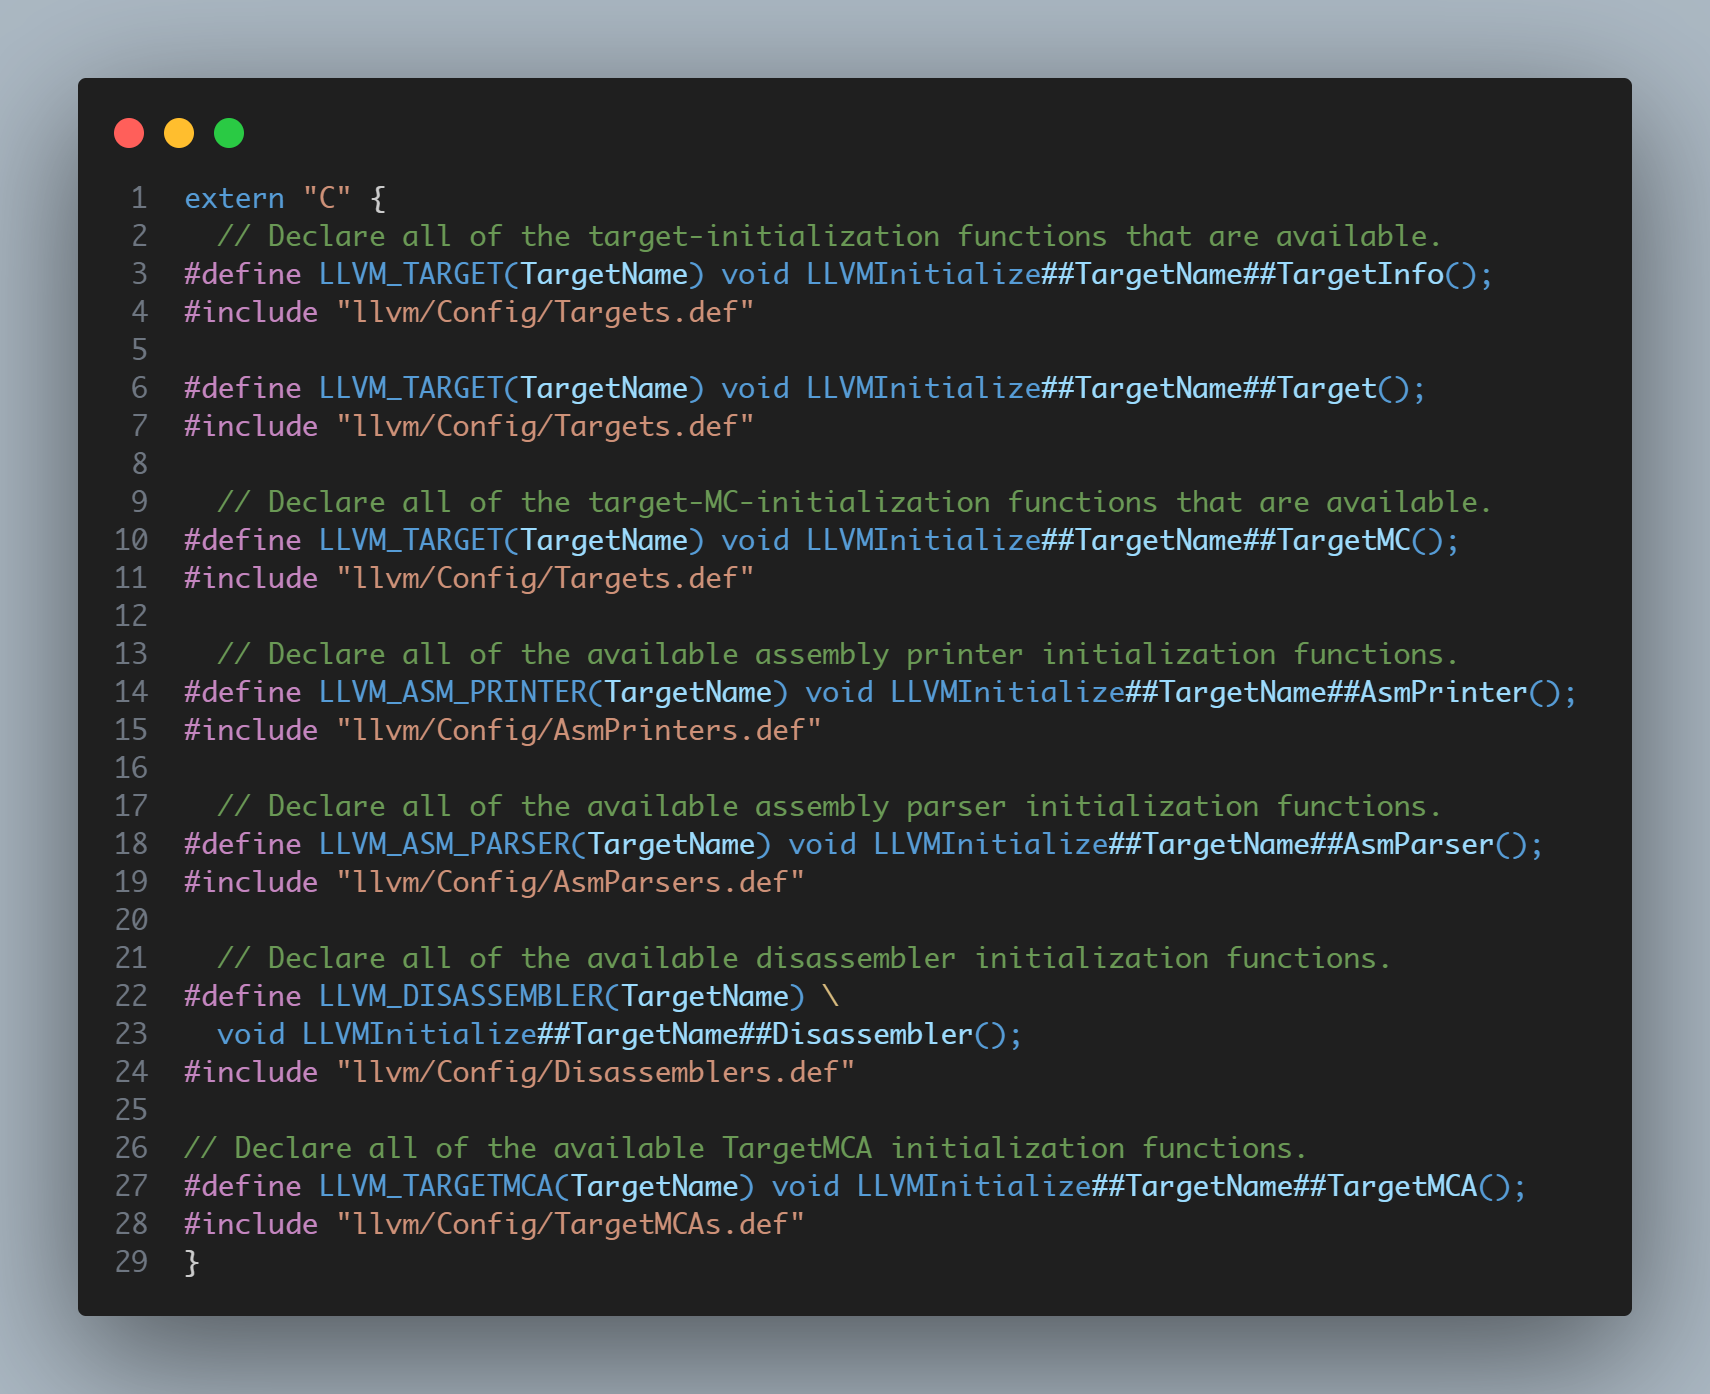 1 extern "C" {
2   // Declare all of the target-initialization functions that are available.
3 #define LLVM_TARGET(TargetName) void LLVMInitialize##TargetName##TargetInfo();
4 #include "llvm/Config/Targets.def"
5
6 #define LLVM_TARGET(TargetName) void LLVMInitialize##TargetName##Target();
7 #include "llvm/Config/Targets.def"
8
9   // Declare all of the target-MC-initialization functions that are available.
10 #define LLVM_TARGET(TargetName) void LLVMInitialize##TargetName##TargetMC();
11 #include "llvm/Config/Targets.def"
12
13   // Declare all of the available assembly printer initialization functions.
14 #define LLVM_ASM_PRINTER(TargetName) void LLVMInitialize##TargetName##AsmPrinter();
15 #include "llvm/Config/AsmPrinters.def"
16
17   // Declare all of the available assembly parser initialization functions.
18 #define LLVM_ASM_PARSER(TargetName) void LLVMInitialize##TargetName##AsmParser();
19 #include "llvm/Config/AsmParsers.def"
20
21   // Declare all of the available disassembler initialization functions.
22 #define LLVM_DISASSEMBLER(TargetName) \
23   void LLVMInitialize##TargetName##Disassembler();
24 #include "llvm/Config/Disassemblers.def"
25
26 // Declare all of the available TargetMCA initialization functions.
27 #define LLVM_TARGETMCA(TargetName) void LLVMInitialize##TargetName##TargetMCA();
28 #include "llvm/Config/TargetMCAs.def"
29 }